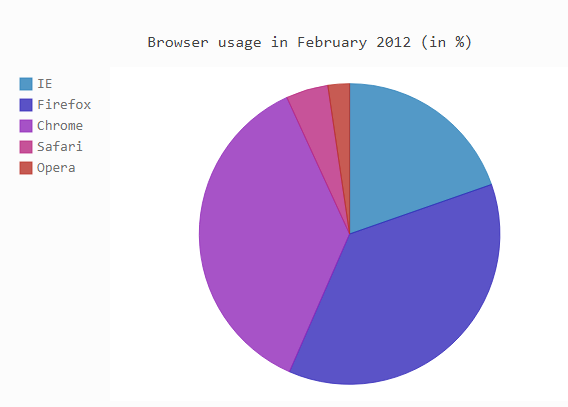 Browser usage in February 2012 (in %)
IE
Firefox
Chrome
Safari
Opera